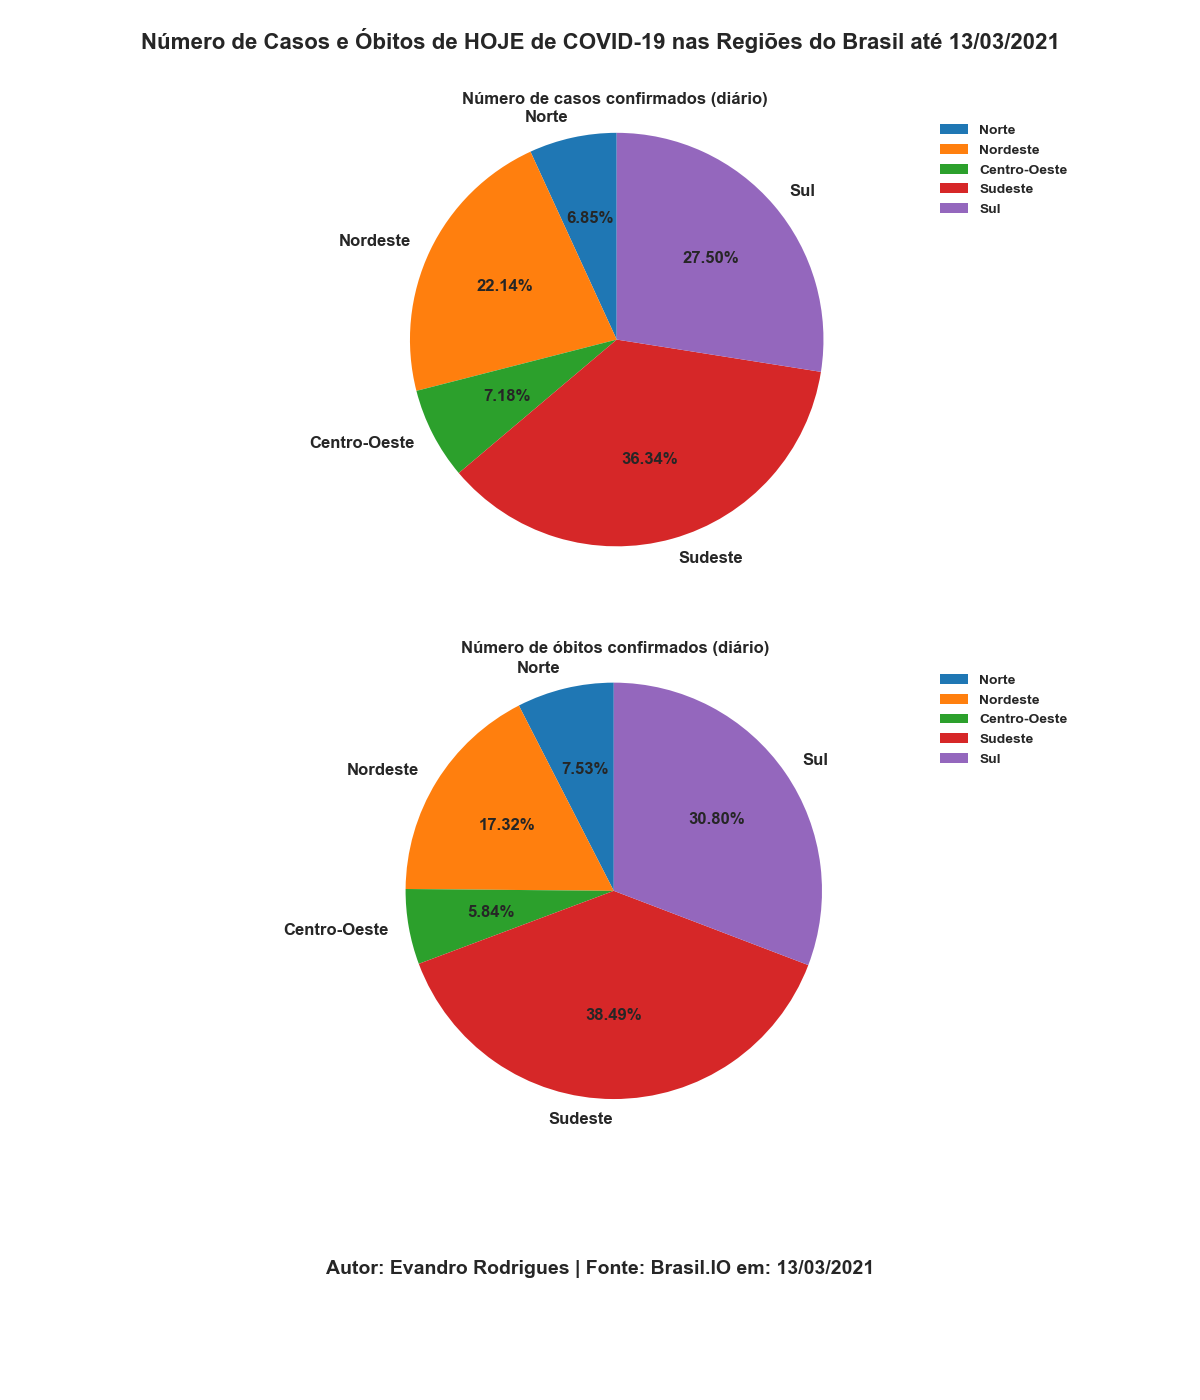 Número de Casos e Óbitos de HOJE de COVID-19 nas Regiões do Brasil até 13/03/2021
Número de casos confirmados (diário)
Norte
Nordeste
Centro-Oeste
Sudeste
Sul
6.85%
22.14%
7.18%
36.34%
27.50%
Norte
Nordeste
Centro-Oeste
Sudeste
Sul
Número de óbitos confirmados (diário)
Norte
Nordeste
Centro-Oeste
Sudeste
Sul
7.53%
17.32%
5.84%
38.49%
30.80%
Norte
Nordeste
Centro-Oeste
Sudeste
Sul
Autor: Evandro Rodrigues | Fonte: Brasil.IO em: 13/03/2021